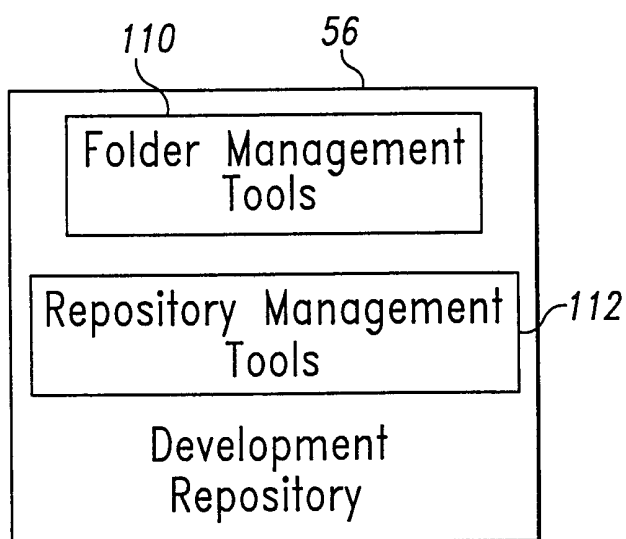 110
56
Folder Management
Tools
Repository Management
Tools
112
Development
Repository